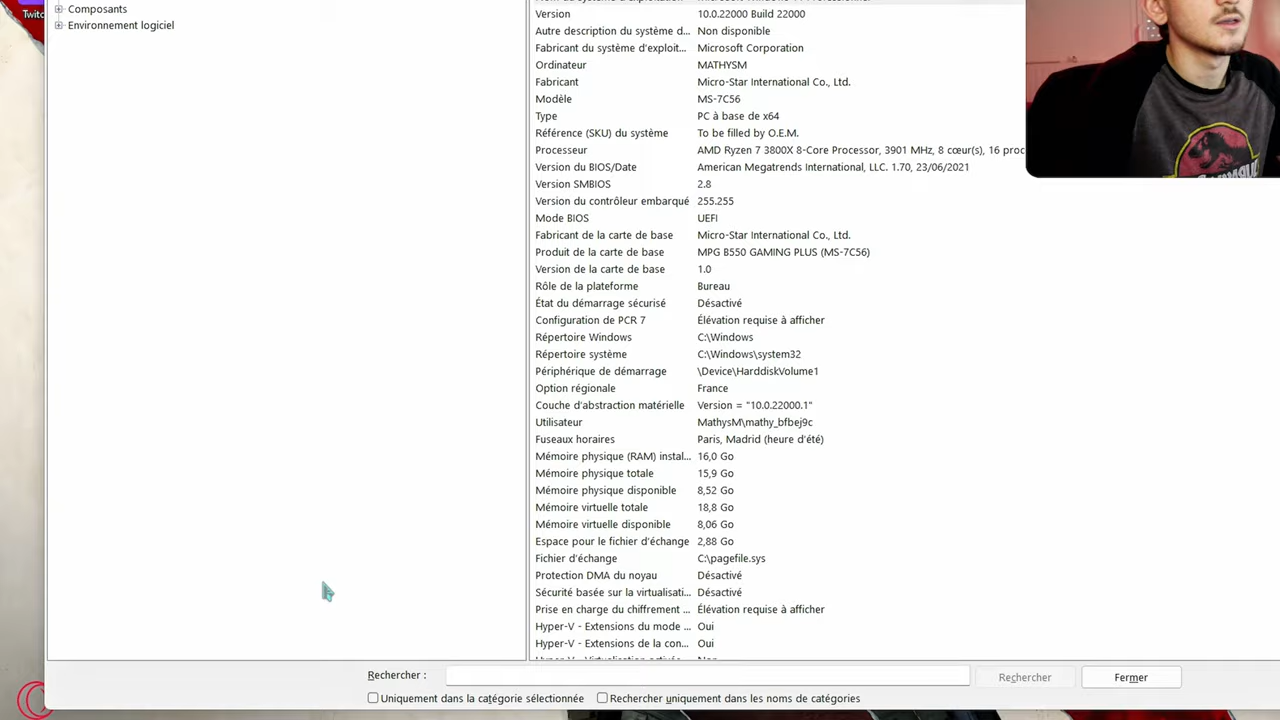 Twitc
Composants
Environnement logiciel
Version 10.0.22000 Build 22000
Autre description du système d... Non disponible
Fabricant du système d'exploit... Microsoft Corporation
Ordinateur MATHYSM
Fabricant Micro-Star International Co., Ltd.
Modèle MS-7C56
Type PC à base de x64
Référence (SKU) du système To be filled by O.E.M.
Processeur AMD Ryzen 7 3800X 8-Core Processor, 3901 MHz, 8 cœur(s), 16 proc
Version du BIOS/Date American Megatrends International, LLC. 1.70, 23/06/2021
Version SMBIOS 2.8
Version du contrôleur embarqué 255.255
Mode BIOS UEFI
Fabricant de la carte de base Micro-Star International Co., Ltd.
Produit de la carte de base MPG B550 GAMING PLUS (MS-7C56)
Version de la carte de base 1.0
Rôle de la plateforme Bureau
État du démarrage sécurisé Désactivé
Configuration de PCR 7 Élévation requise à afficher
Répertoire Windows C:\Windows
Répertoire système C:\Windows\system32
Périphérique de démarrage \Device\HarddiskVolume1
Option régionale France
Couche d'abstraction matérielle Version = "10.0.22000.1"
Utilisateur MathysM\mathy_bfbej9c
Fuseaux horaires Paris, Madrid (heure d'été)
Mémoire physique (RAM) instal... 16,0 Go
Mémoire physique totale 15,9 Go
Mémoire physique disponible 8,52 Go
Mémoire virtuelle totale 18,8 Go
Mémoire virtuelle disponible 8,06 Go
Espace pour le fichier d'échange 2,88 Go
Fichier d'échange C:\pagefile.sys
Protection DMA du noyau Désactivé
Sécurité basée sur la virtualisati... Désactivé
Prise en charge du chiffrement ... Élévation requise à afficher
Hyper-V - Extensions du mode ... Oui
Hyper-V - Extensions de la con... Oui
Rechercher :
Rechercher
Fermer
Uniquement dans la catégorie sélectionnée
Rechercher uniquement dans les noms de catégories